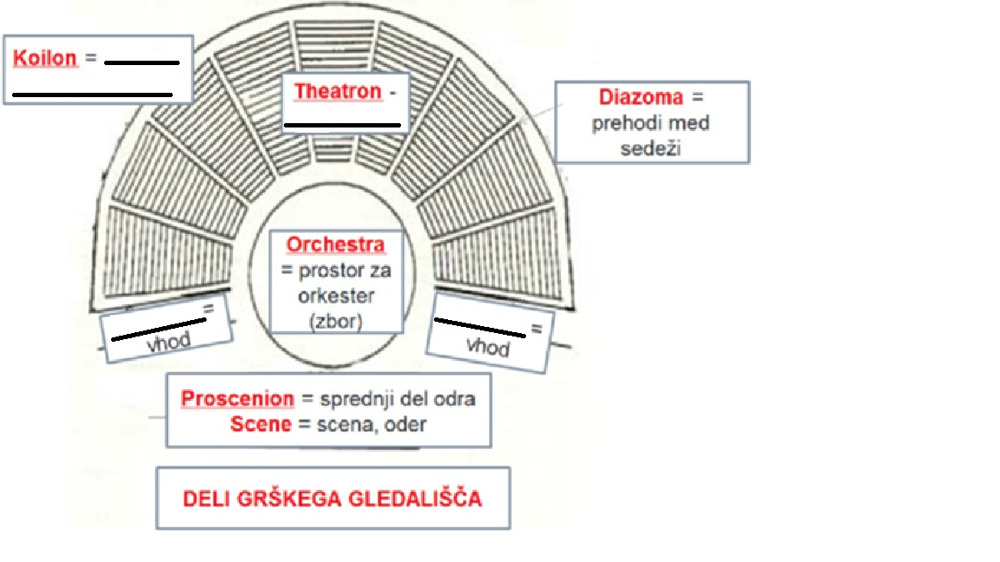 Koilon =
Theatron -
Diazoma =
prehodi med
sedeži
Orchestra
= prostor za
orkester
(zbor)
=
vhod
=
vhod
Proscenion = sprednji del odra
Scene = scena, oder
DELI GRŠKEGA GLEDALIŠČA